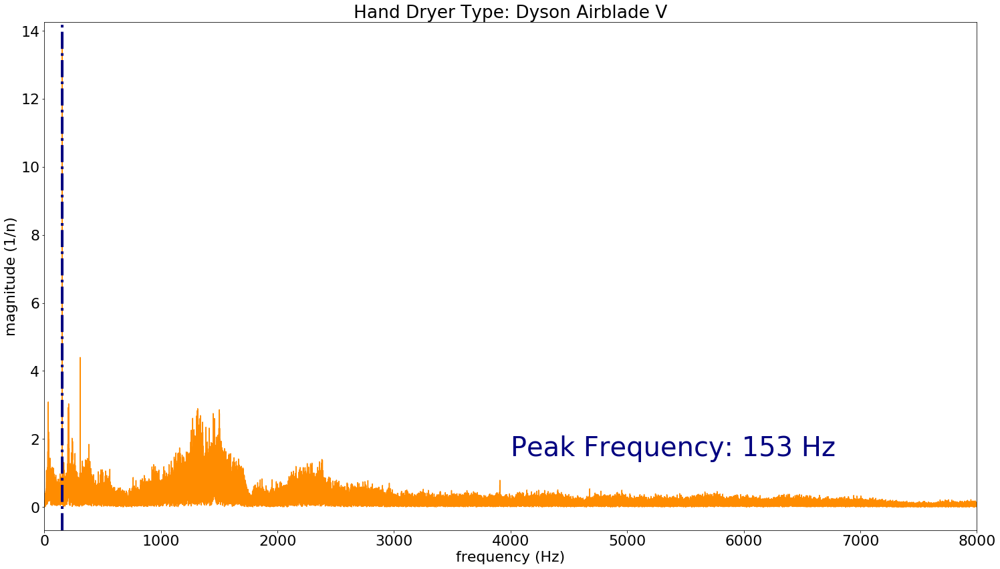 Hand Dryer Type: Dyson Airblade V
14
12
10
8
6
4
2
0
magnitude (1/n)
Peak Frequency: 153 Hz
0 1000 2000 3000 4000 5000 6000 7000 8000
frequency (Hz)